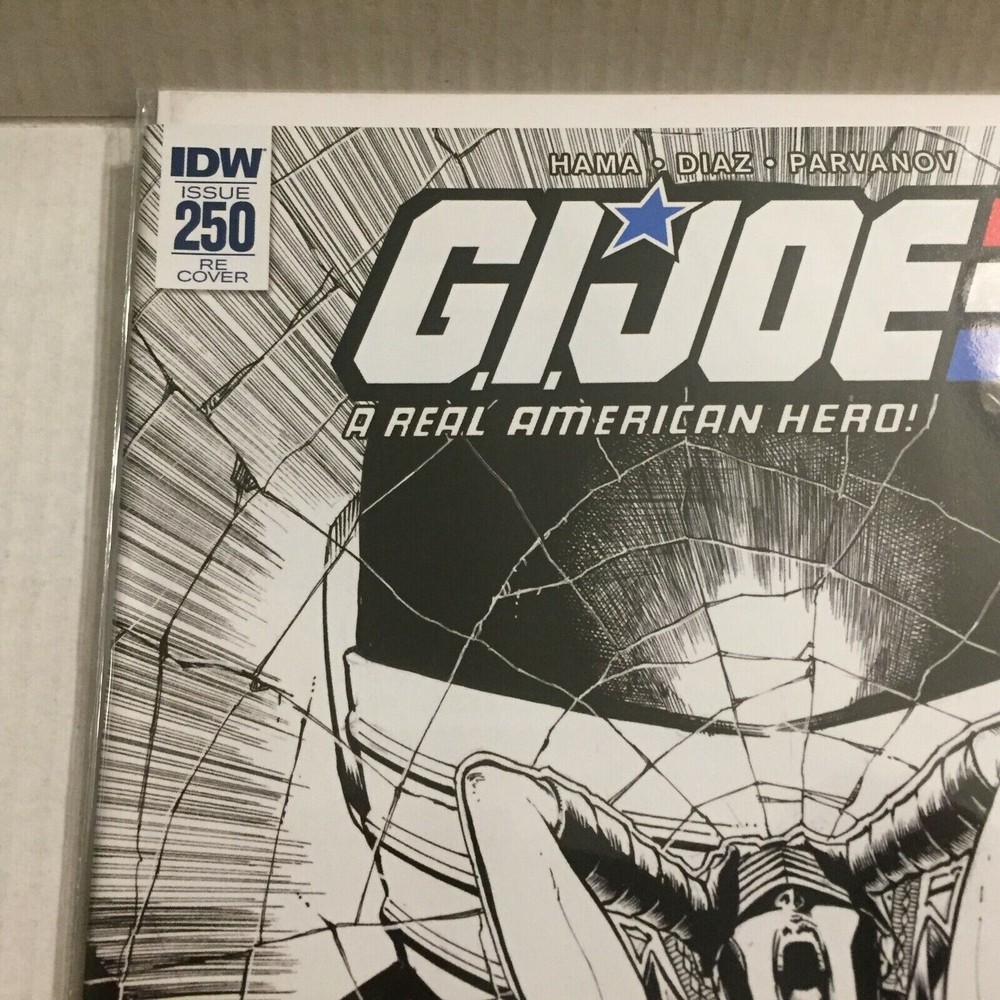 IDW
ISSUE
250
RE
COVER
HAMA • DIAZ • PARVANOV
G.I. JOE
A REAL AMERICAN HERO!